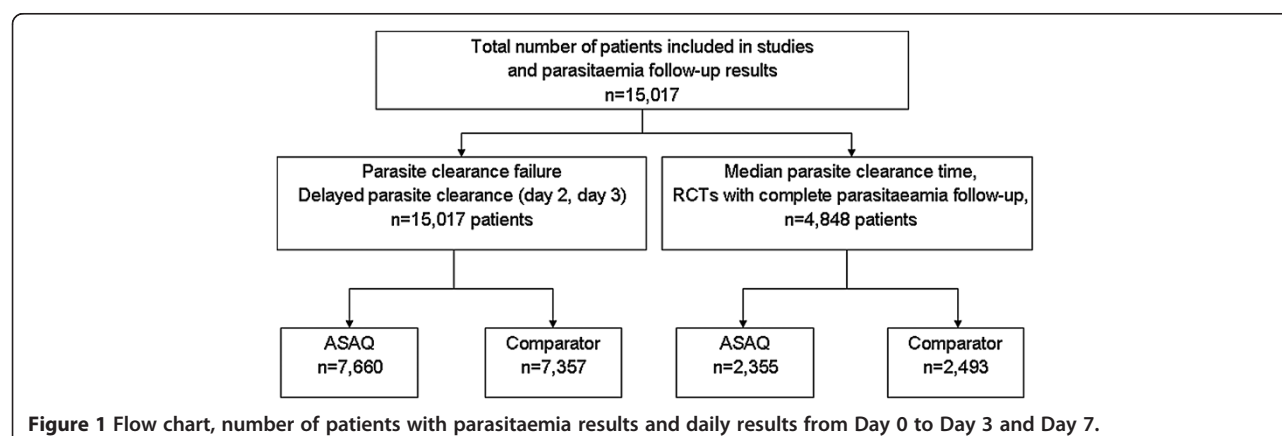 Total number of patients included in studies
and parasitaemia follow-up results
n=15,017
Parasite clearance failure
Delayed parasite clearance (day 2, day 3)
n=15,017 patients
Median parasite clearance time,
RCTs with complete parasitaeamia follow-up,
n=4,848 patients
ASAQ
n=7,660
Comparator
n=7,357
ASAQ
n=2,355
Comparator
n=2,493
Figure 1 Flow chart, number of patients with parasitaemia results and daily results from Day 0 to Day 3 and Day 7.